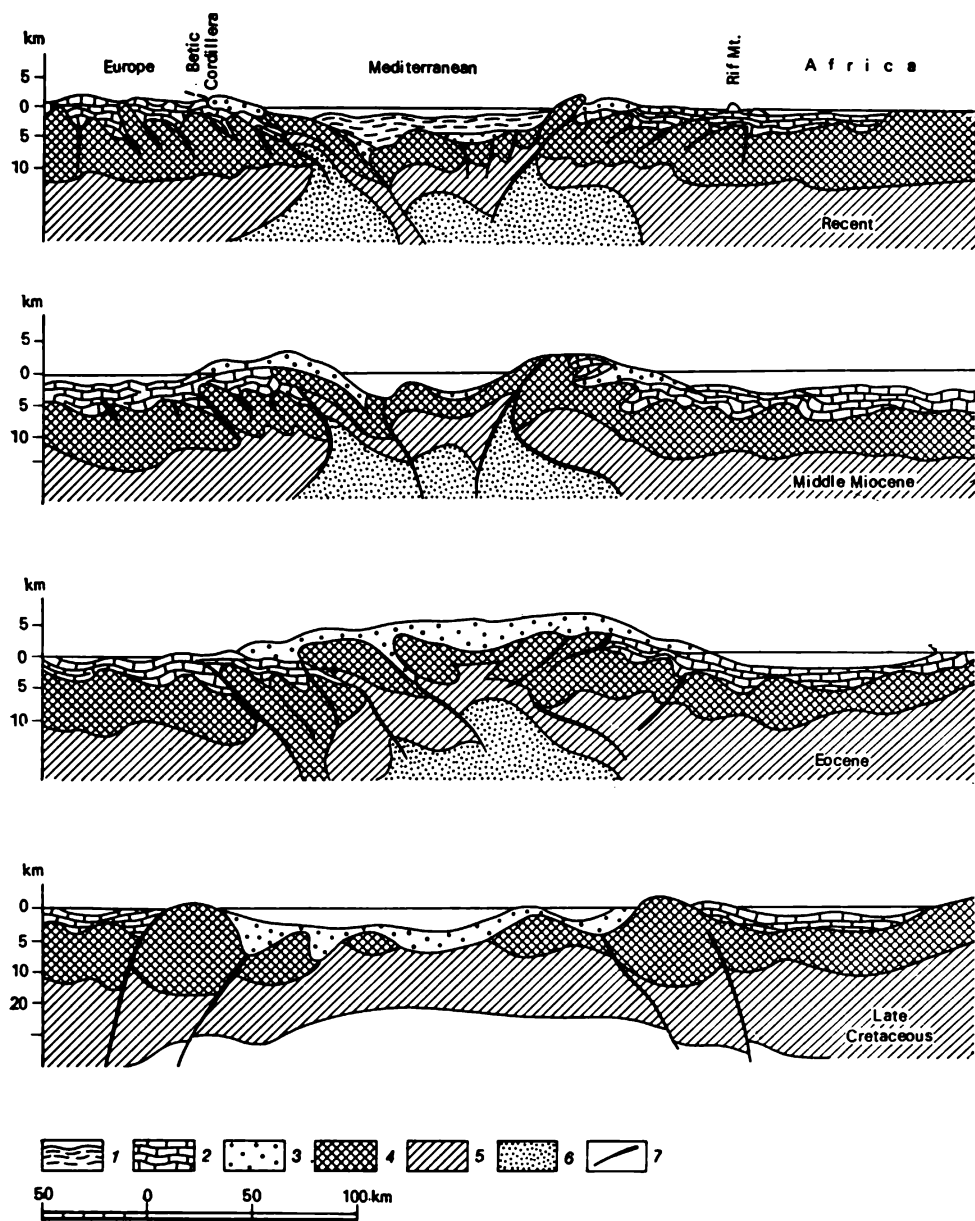 km
Europe
Betic
Cordillera
Mediterranean
Rif Mt.
Africa
5
0
5
10
Recent
km
5
0
5
10
Middle Miocene
km
5
0
5
10
Eocene
km
0
5
10
20
Late
Cretaceous
1 2 3 4 5 6 7
50 0 50 100 km